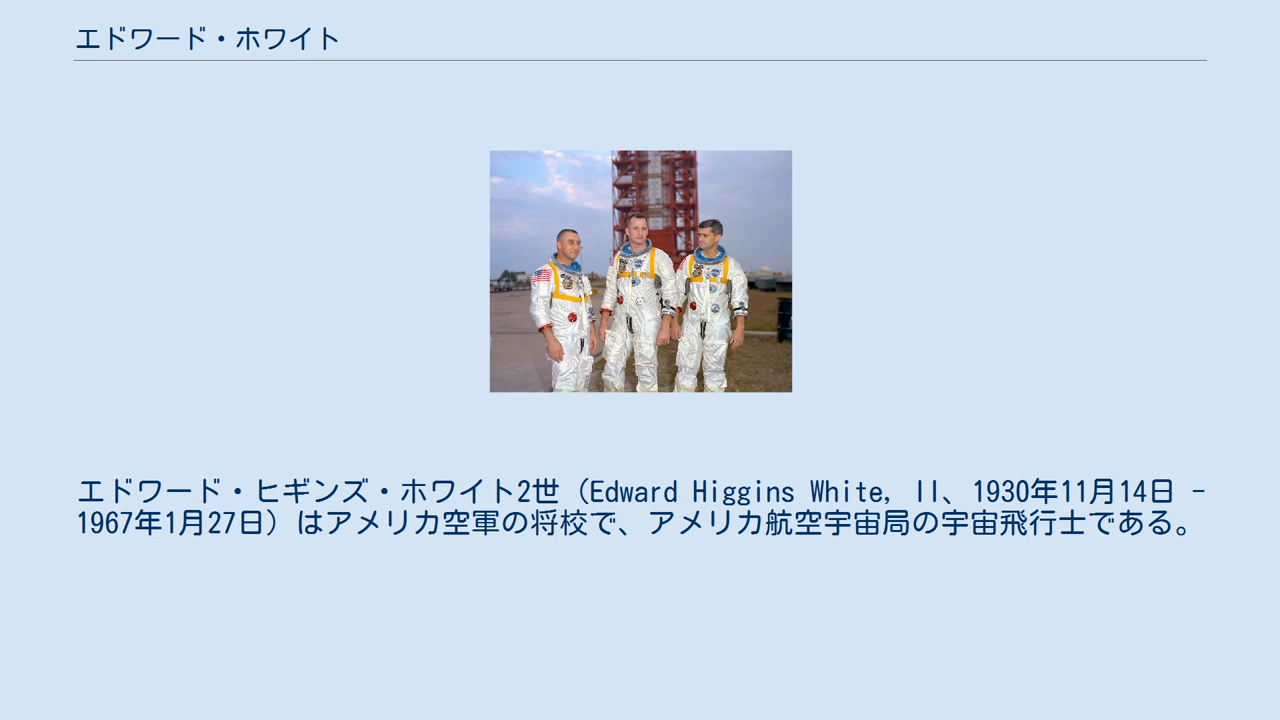 エドワード・ホワイト
エドワード・ヒギンズ・ホワイト2世（Edward Higgins White, II、1930年11月14日 -
1967年1月27日）はアメリカ空軍の将校で、アメリカ航空宇宙局の宇宙飛行士である。